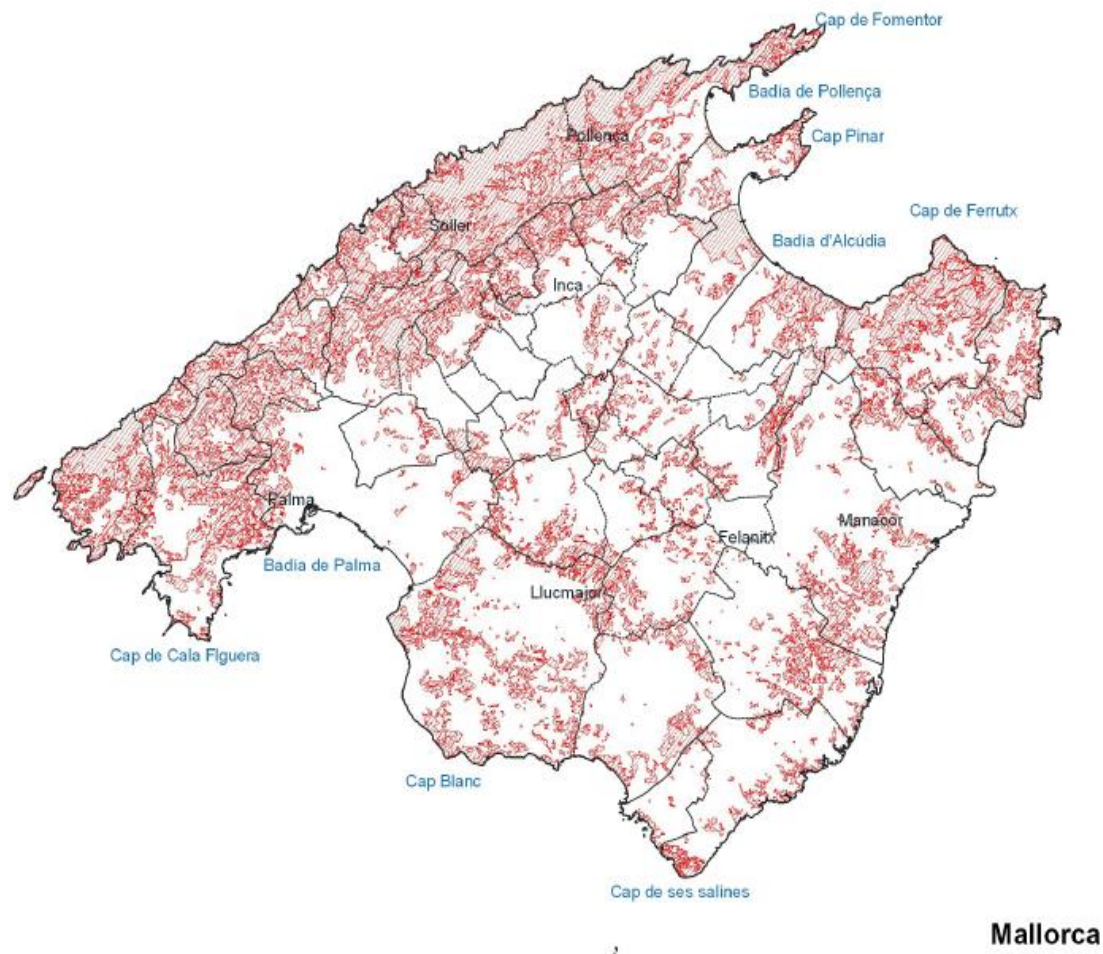 Cap de Fomentor
Badia de Pollença
Pollença
Cap Pinar
Cap de Ferrutx
Sóller
Badia d'Alcúdia
Inca
Palma
Manacor
Felanitx
Badia de Palma
Llucmajor
Cap de Cala FIguera
Cap Blanc
Cap de ses salines
Mallorca
,